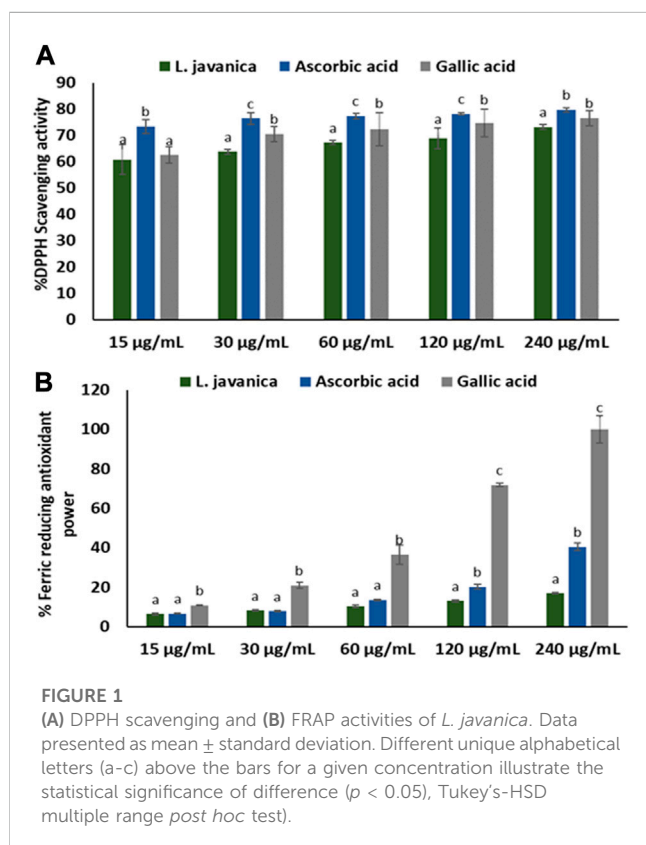 A
L. javanica Ascorbic acid Gallic acid
%DPPH Scavenging activity
90
80
70
60
50
40
30
20
10
0
a b a
a c b
a c b
a c b
a b b
15 µg/mL 30 µg/mL 60 µg/mL 120 µg/mL 240 µg/mL
B
L. javanica Ascorbic acid Gallic acid
% Ferric reducing antioxidant
power
120
100
80
60
40
20
0
a a b
a a b
a a b
a b c
a b c
15 µg/mL 30 µg/mL 60 µg/mL 120 µg/mL 240 µg/mL
FIGURE 1
(A) DPPH scavenging and (B) FRAP activities of L. javanica. Data
presented as mean ± standard deviation. Different unique alphabetical
letters (a-c) above the bars for a given concentration illustrate the
statistical significance of difference (p < 0.05), Tukey's-HSD
multiple range post hoc test).